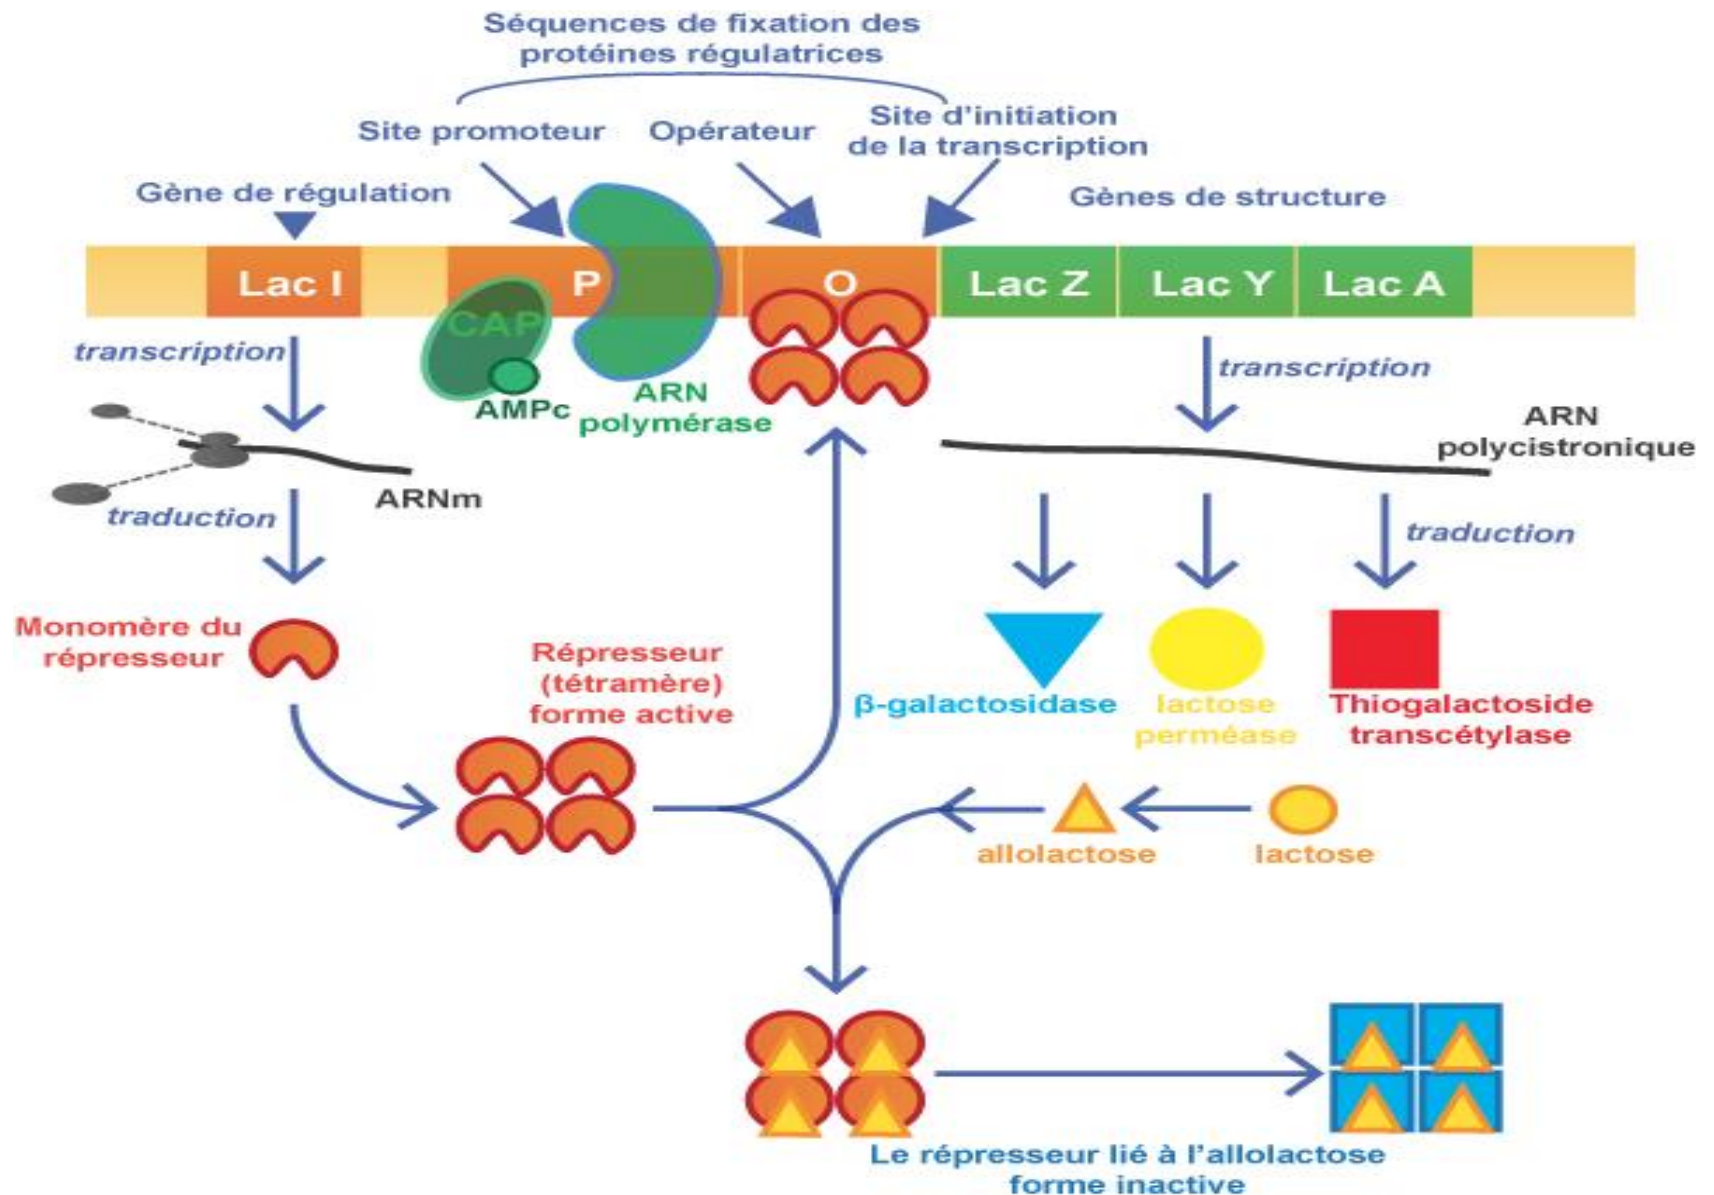 Séquences de fixation des
protéines régulatrices
Site promoteur
Opérateur
Site d'initiation
de la transcription
Gène de régulation
Gènes de structure
Lac I
P
O
Lac Z
Lac Y
Lac A
CAP
AMPc
ARN
polymérase
transcription
transcription
ARN
polycistronique
ARNm
traduction
traduction
Monomère du
répresseur
Répresseur
(tétramère)
forme active
β-galactosidase
lactose
perméase
Thiogalactoside
transcétylase
allolactose
lactose
Le répresseur lié à l'allolactose
forme inactive